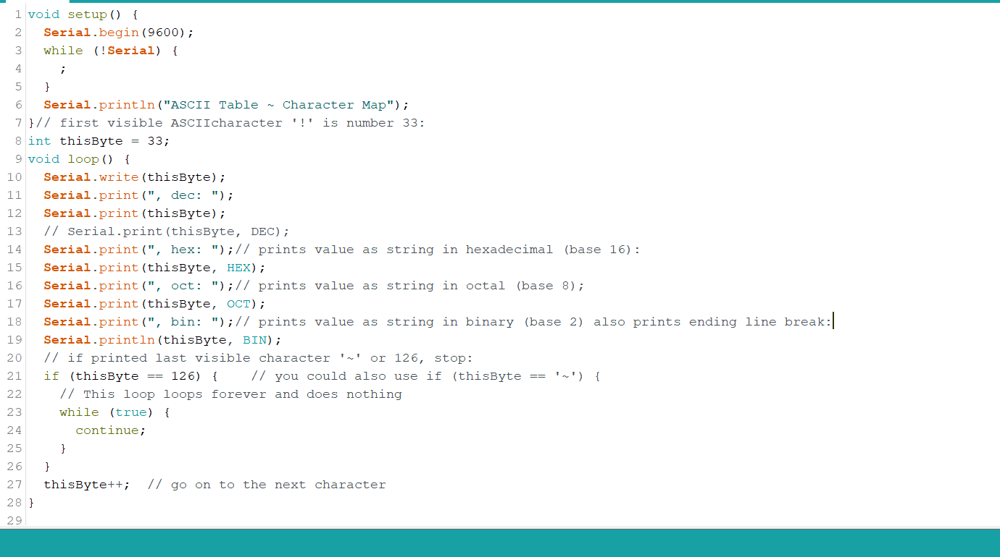 1 void setup() {
2   Serial.begin(9600);
3   while (!Serial) {
4     ;
5   }
6   Serial.println("ASCII Table ~ Character Map");
7 }// first visible ASCIIcharacter '!' is number 33:
8 int thisByte = 33;
9 void loop() {
10   Serial.write(thisByte);
11   Serial.print(", dec: ");
12   Serial.print(thisByte);
13   // Serial.print(thisByte, DEC);
14   Serial.print(", hex: ");// prints value as string in hexadecimal (base 16):
15   Serial.print(thisByte, HEX);
16   Serial.print(", oct: ");// prints value as string in octal (base 8);
17   Serial.print(thisByte, OCT);
18   Serial.print(", bin: ");// prints value as string in binary (base 2) also prints ending line break:
19   Serial.println(thisByte, BIN);
20   // if printed last visible character '~' or 126, stop:
21   if (thisByte == 126) {    // you could also use if (thisByte == '~') {
22     // This loop loops forever and does nothing
23     while (true) {
24       continue;
25     }
26   }
27   thisByte++;  // go on to the next character
28 }
29